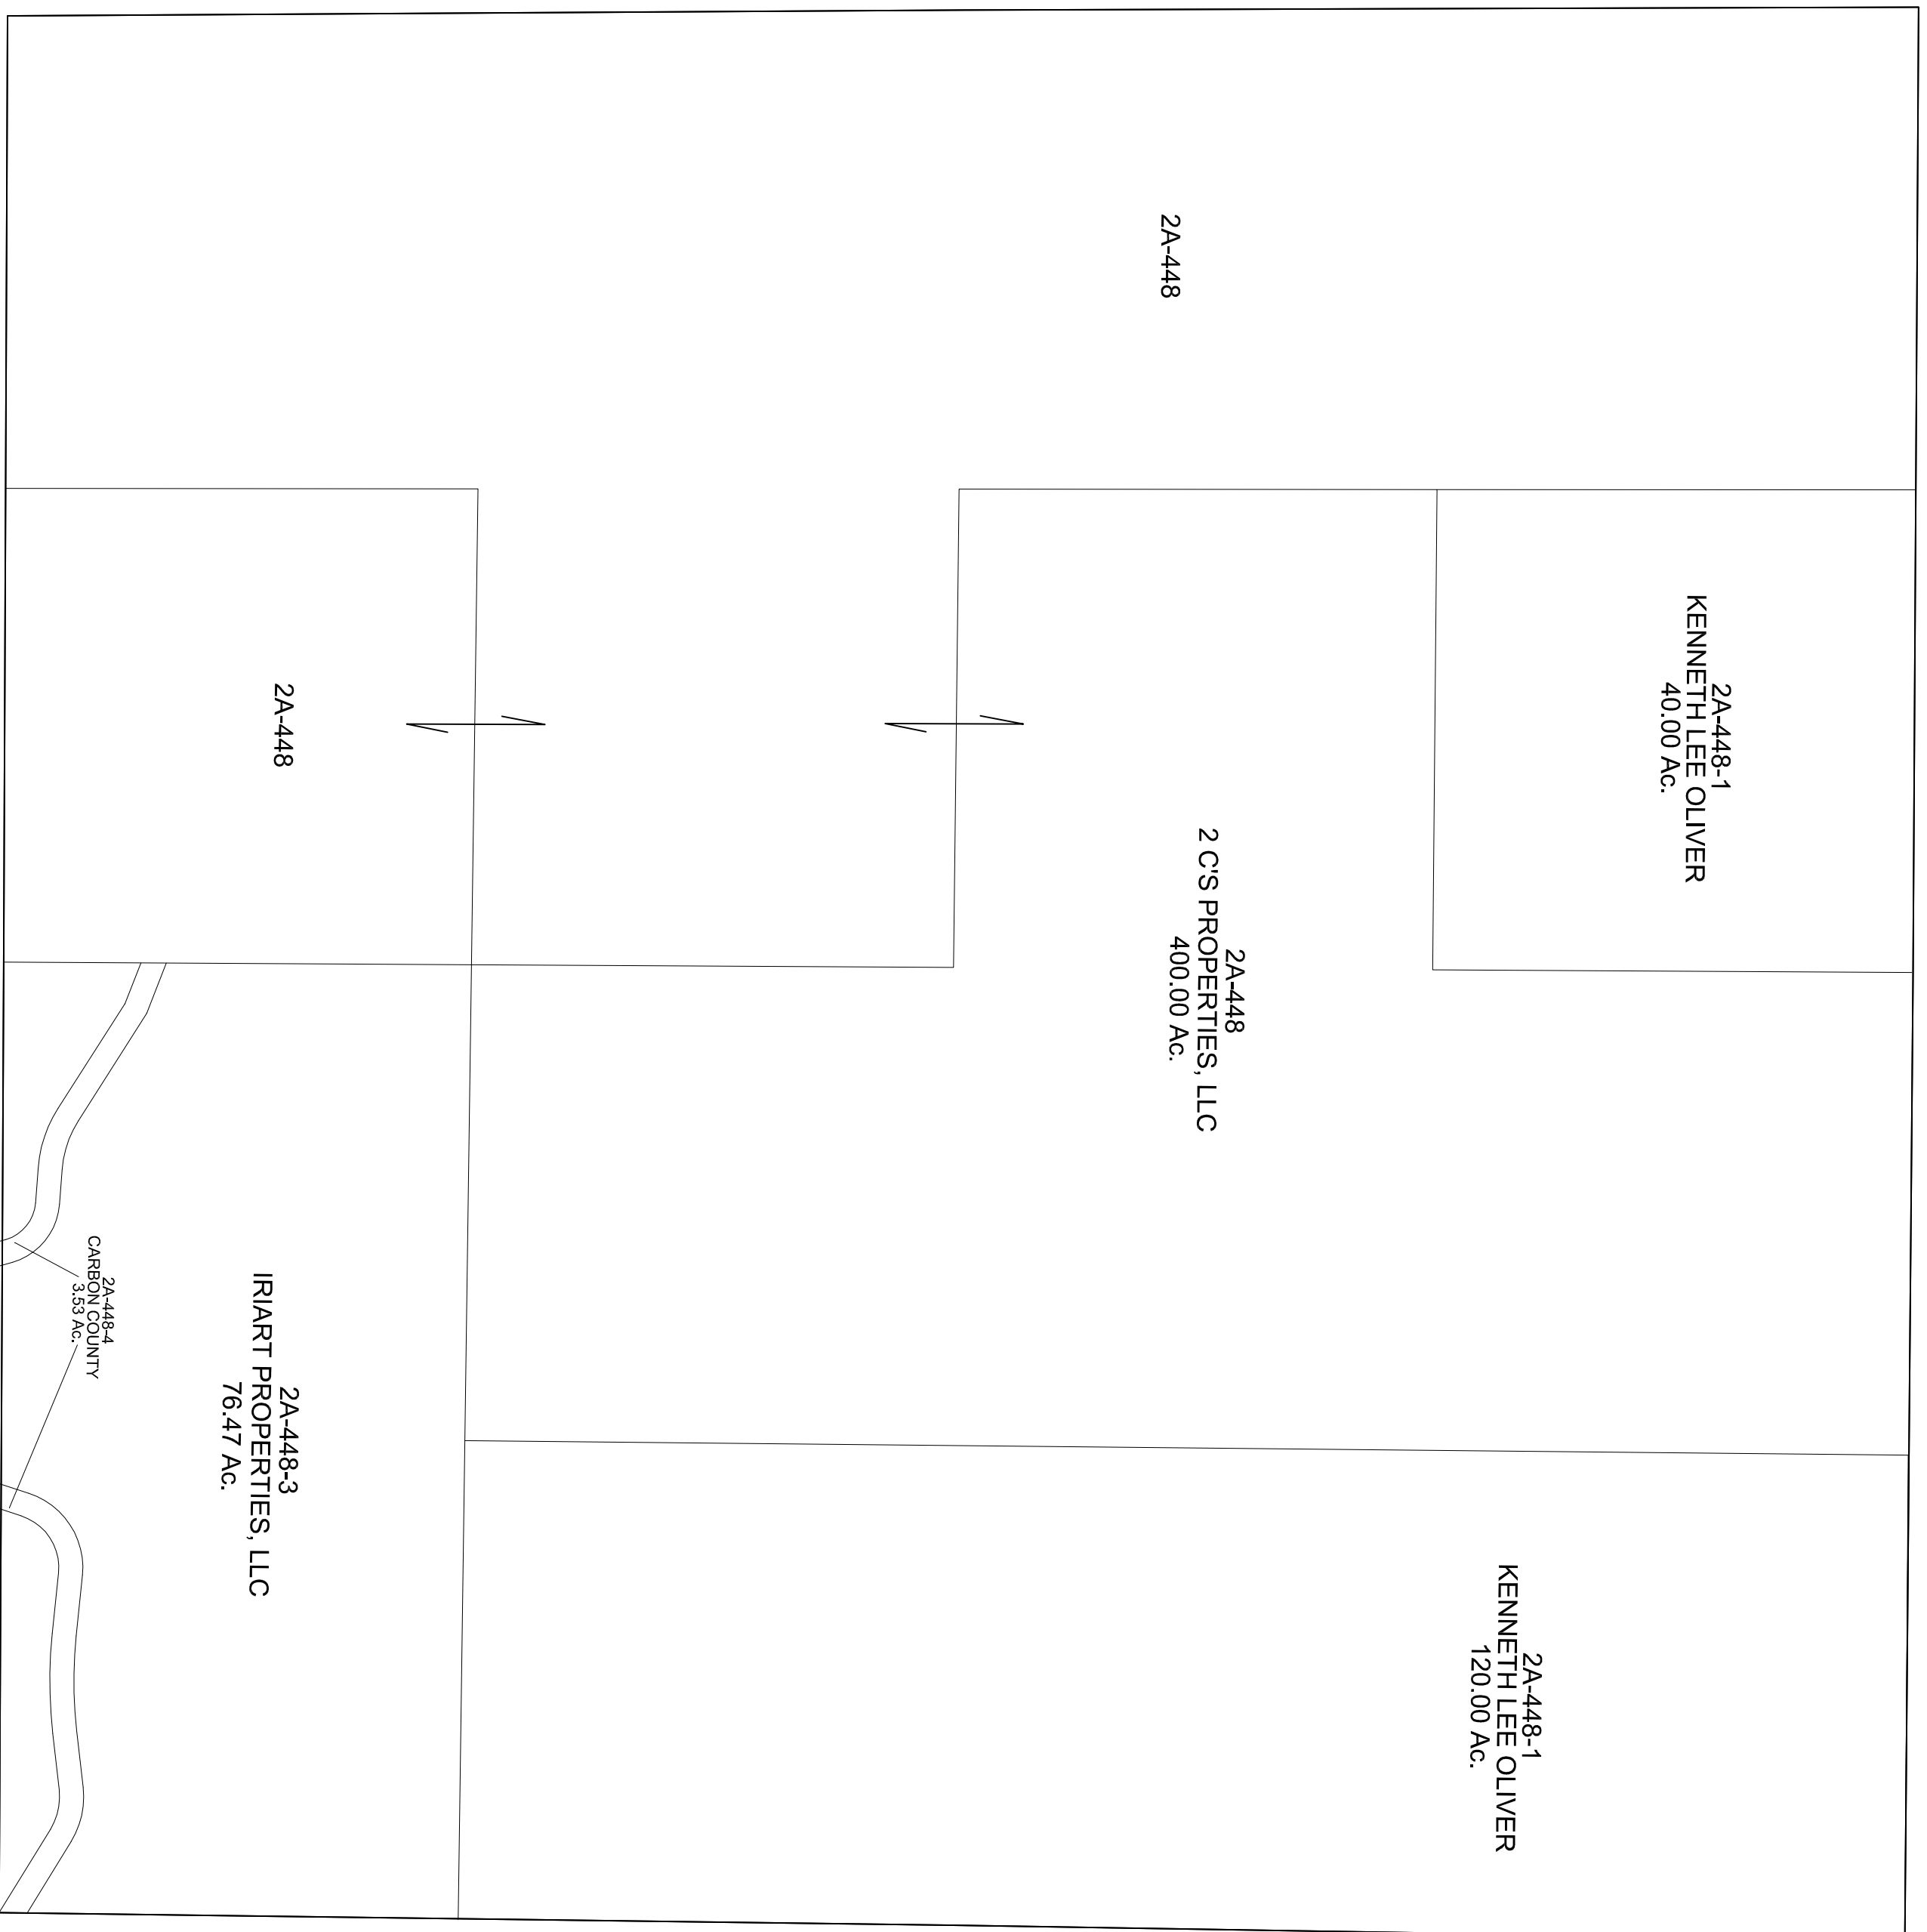 2A-448-1
KENNETH LEE OLIVER
40.00 Ac.
2A-448-1
KENNETH LEE OLIVER
120.00 Ac.
2A-448
2A-448
2 C'S PROPERTIES, LLC
400.00 Ac.
2A-448
2A-448-3
IRIART PROPERTIES, LLC
76.47 Ac.
2A-448-4
CARBON COUNTY
3.53 Ac.